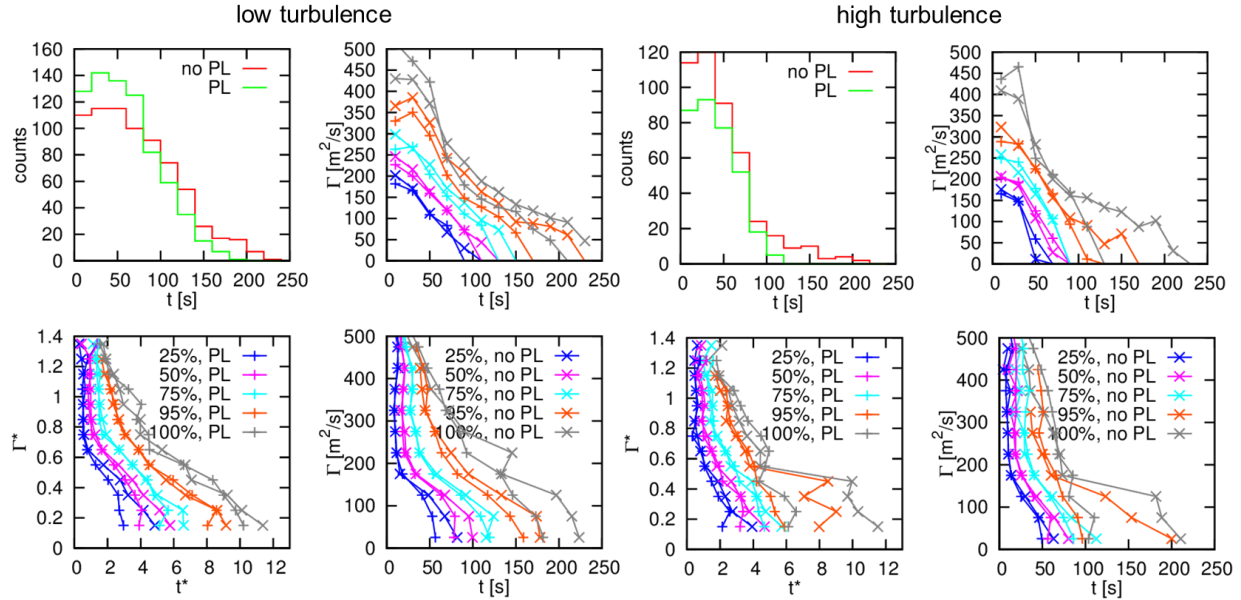 low turbulence
high turbulence
160
140
120
100
80
60
40
20
0
counts
no PL
PL
0 50 100 150 200 250
t [s]
500
450
400
350
300
250
200
150
100
50
0
Γ [m²/s]
0 50 100 150 200 250
t [s]
120
100
80
60
40
20
0
counts
no PL
PL
0 50 100 150 200 250
t [s]
500
450
400
350
300
250
200
150
100
50
0
Γ [m²/s]
0 50 100 150 200 250
t [s]
1.4
1.2
1
0.8
0.6
0.4
0.2
0
Γ*
25%, PL
50%, PL
75%, PL
95%, PL
100%, PL
0 2 4 6 8 10 12
t*
500
400
300
200
100
0
Γ [m²/s]
25%, no PL
50%, no PL
75%, no PL
95%, no PL
100%, no PL
0 50 100 150 200 250
t [s]
1.4
1.2
1
0.8
0.6
0.4
0.2
0
Γ*
25%, PL
50%, PL
75%, PL
95%, PL
100%, PL
0 2 4 6 8 10 12
t*
500
400
300
200
100
0
Γ [m²/s]
25%, no PL
50%, no PL
75%, no PL
95%, no PL
100%, no PL
0 50 100 150 200 250
t [s]